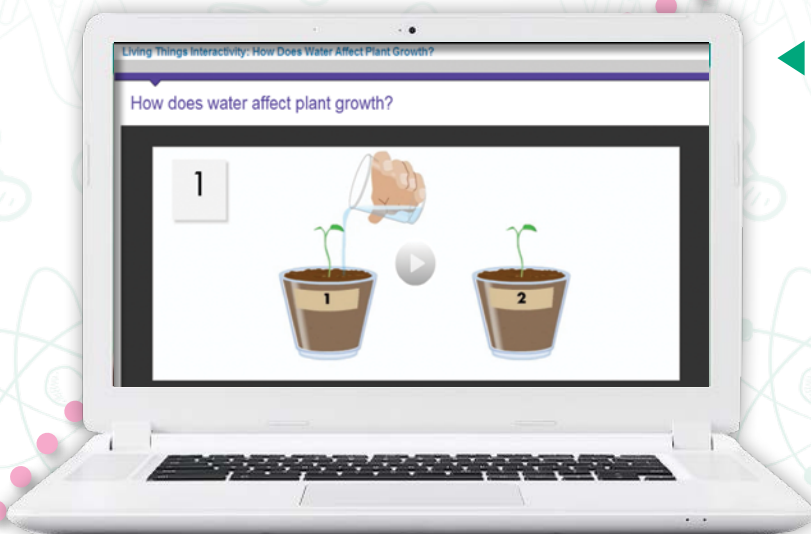 Living Things Interactivity: How Does Water Affect Plant Growth?
How does water affect plant growth?
1
1
2